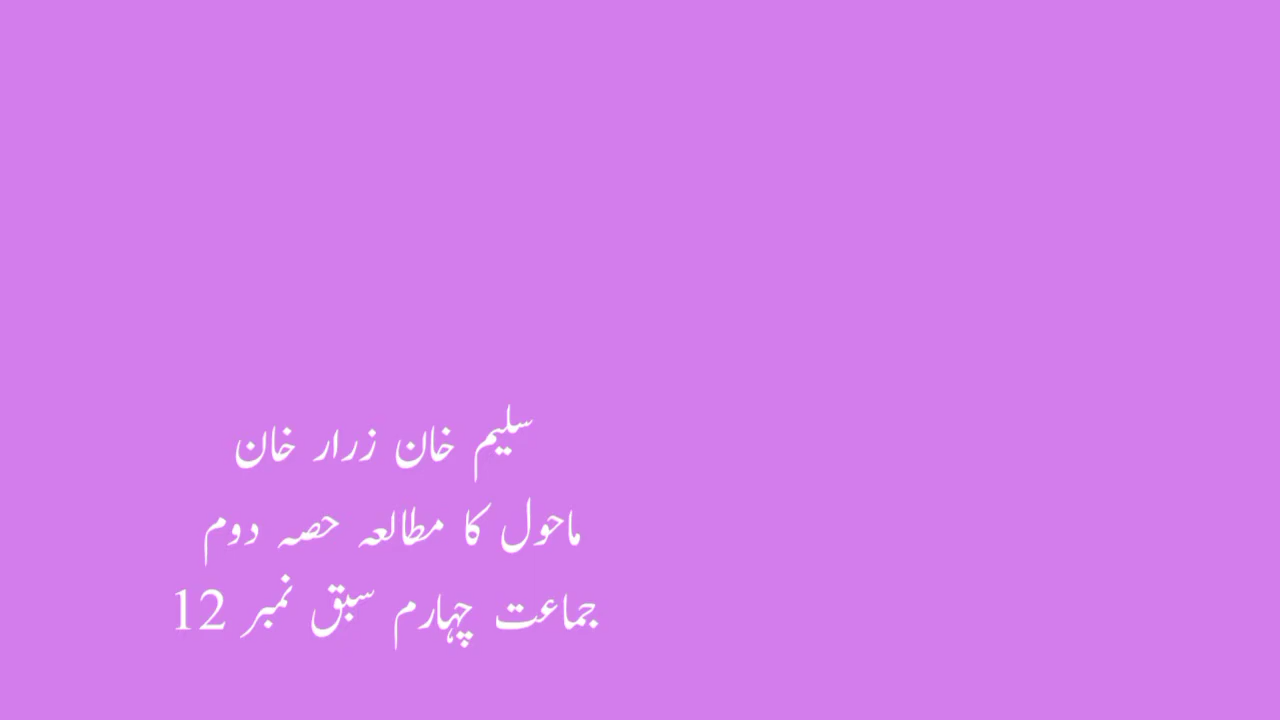 سلیم خان زرار خان
ماحول کا مطالعہ حصہ دوم
جماعت چہارم سبق نمبر 12